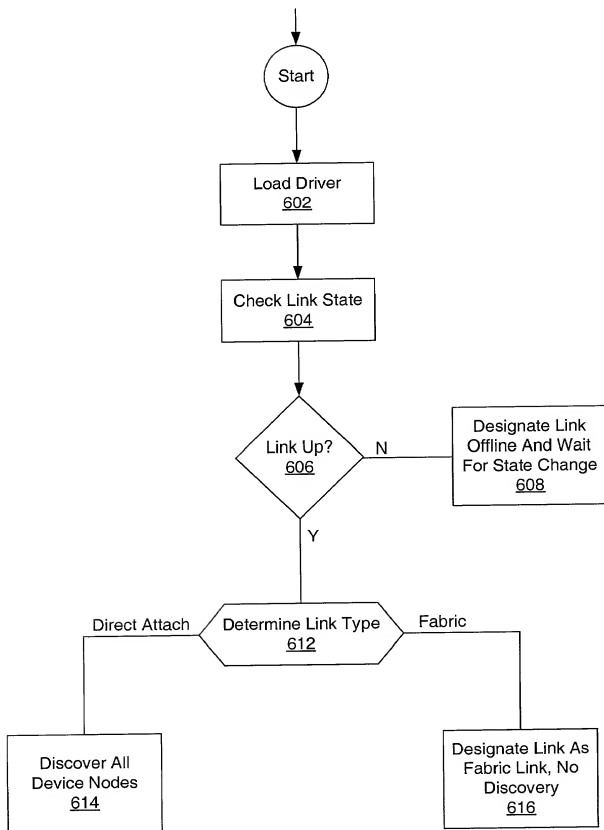 Start
Load Driver
602
Check Link State
604
Link Up?
606
N
Designate Link
Offline And Wait
For State Change
608
Y
Direct Attach
Determine Link Type
612
Fabric
Discover All
Device Nodes
614
Designate Link As
Fabric Link, No
Discovery
616